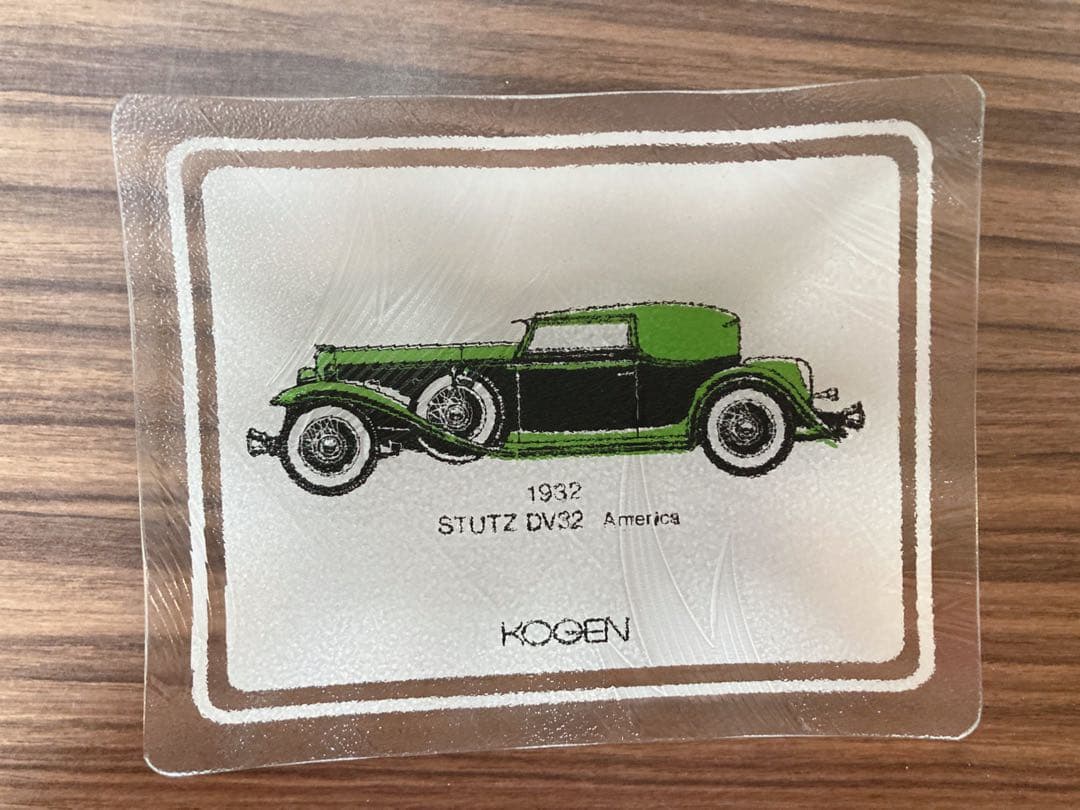 1932
STUTZ DV32 America
KOGEN